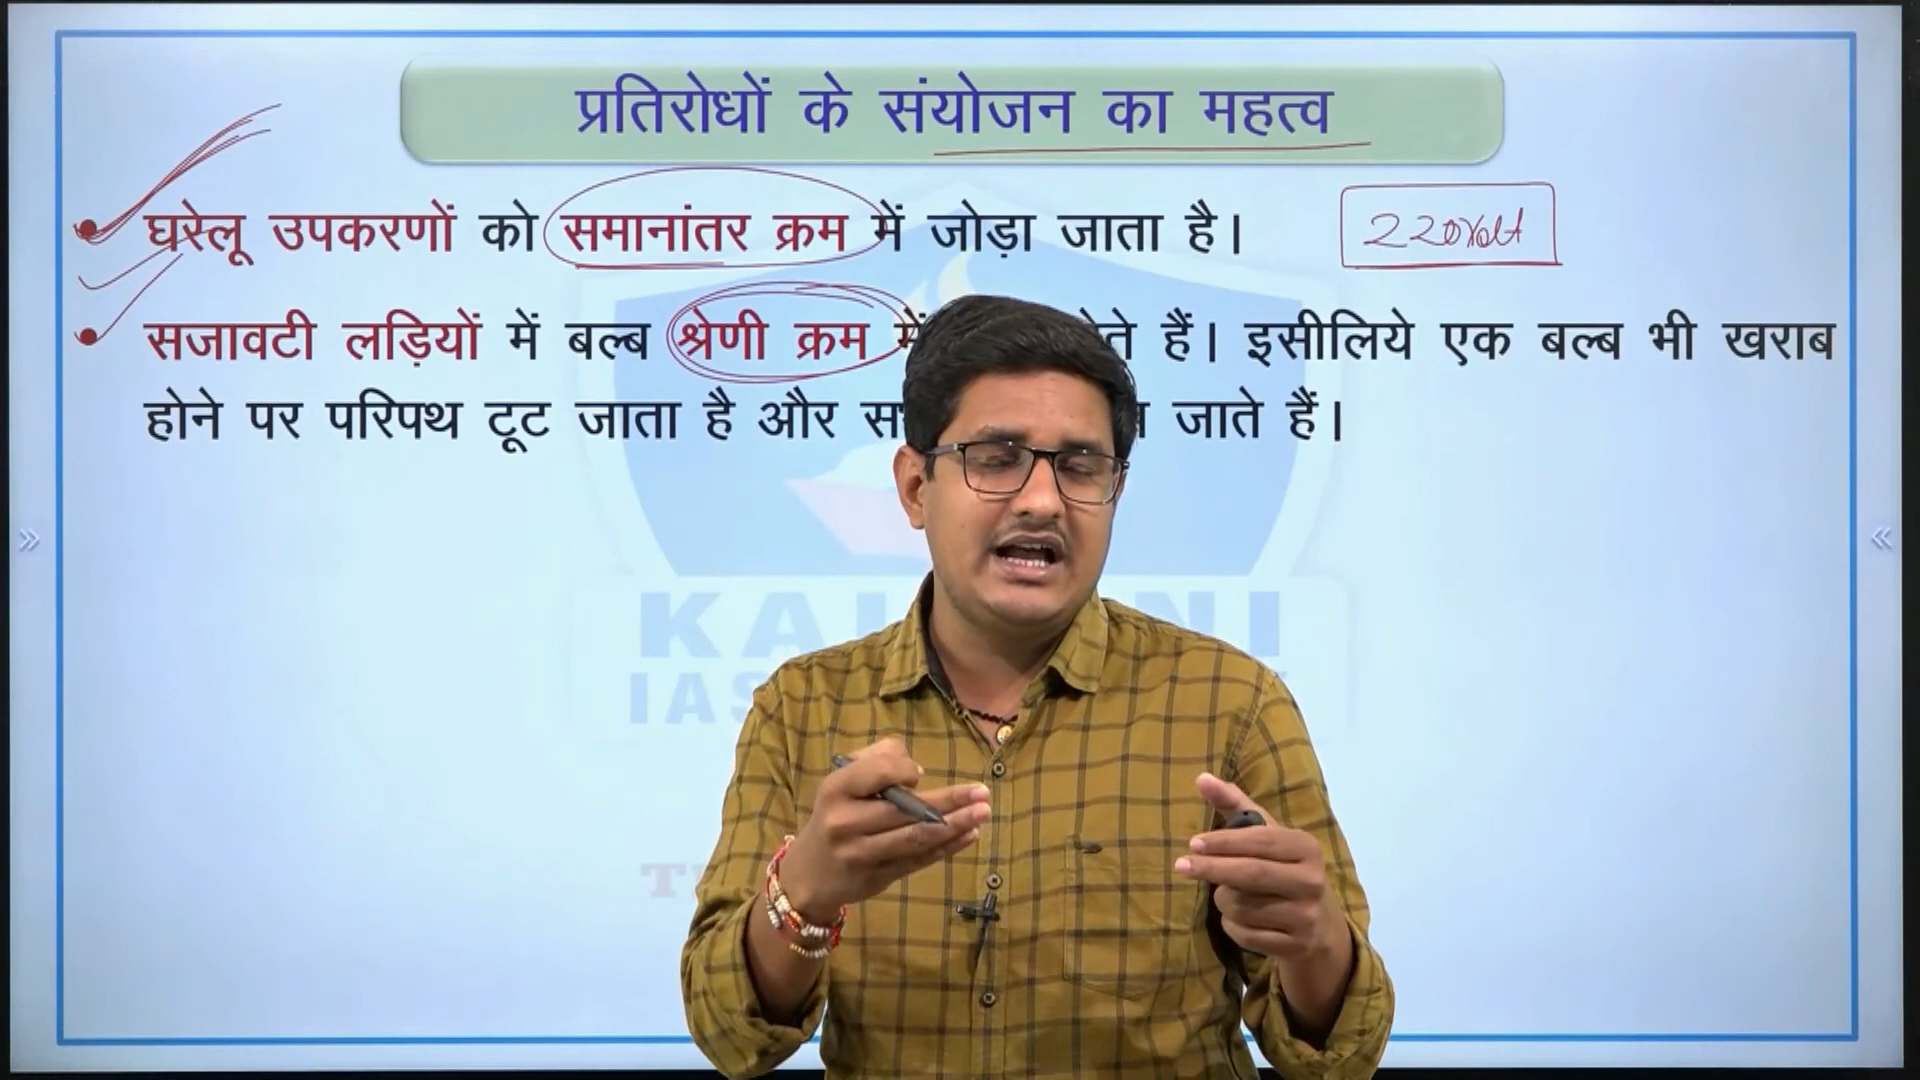 प्रतिरोधों के संयोजन का महत्व
• घरेलू उपकरणों को समानांतर क्रम में जोड़ा जाता है। 220Volt
• सजावटी लड़ियों में बल्ब श्रेणी क्रम में हैं। इसीलिये एक बल्ब भी खराब
होने पर परिपथ टूट जाता है और जाते हैं।
IAS